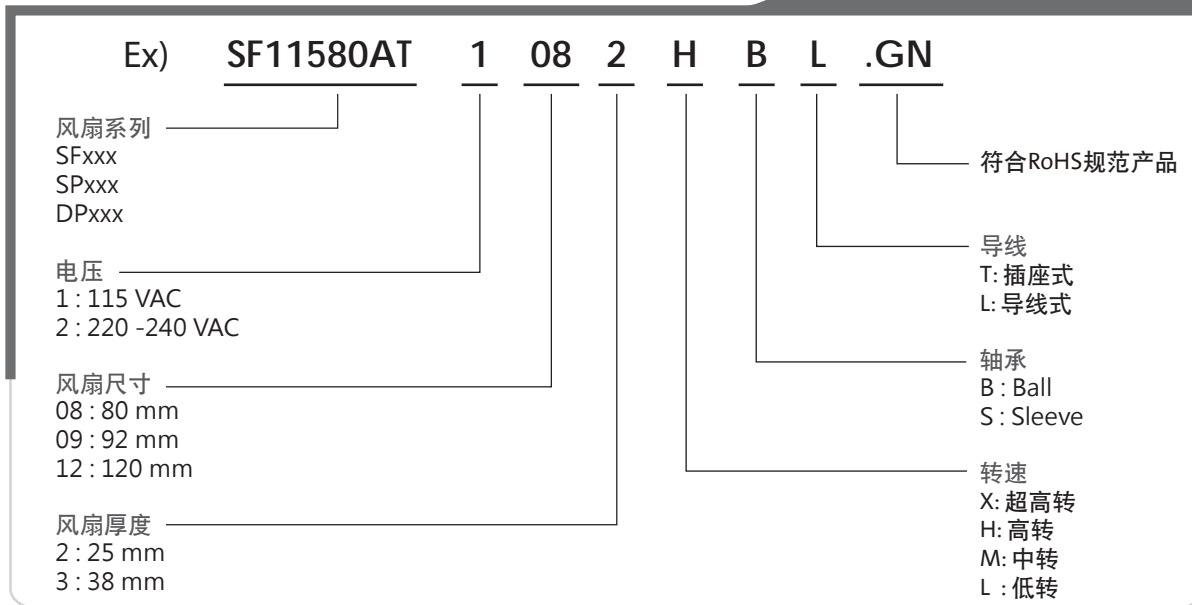 Ex) SF11580AT 1 08 2 H B L .GN
风扇系列
SFxxx
SPxxx
DPxxx
电压
1 : 115 VAC
2 : 220 -240 VAC
风扇尺寸
08 : 80 mm
09 : 92 mm
12 : 120 mm
风扇厚度
2 : 25 mm
3 : 38 mm
符合RoHS规范产品
导线
T: 插座式
L: 导线式
轴承
B : Ball
S : Sleeve
转速
X: 超高转
H: 高转
M: 中转
L : 低转